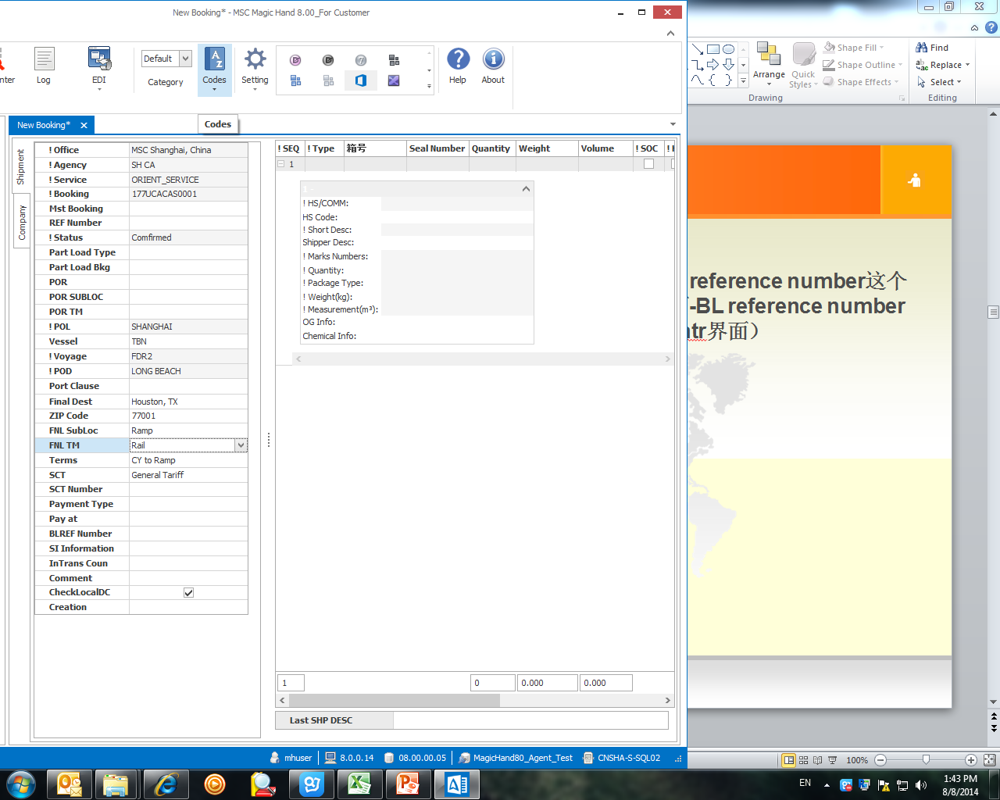 New Booking* - MSC Magic Hand 8.00_For Customer
nter
Log
EDI
Default
Category
Codes
Setting
Help
About
Arrange
Quick Styles
Shape Fill
Shape Outline
Shape Effects
Drawing
Find
Replace
Select
Editing
New Booking*
Codes
Shipment
Company
! Office MSC Shanghai, China
! Agency SH CA
! Service ORIENT_SERVICE
! Booking 177UCACAS0001
Mst Booking
REF Number
! Status Comfirmed
Part Load Type
Part Load Bkg
POR
POR SUBLOC
POR TM
! POL SHANGHAI
Vessel TBN
! Voyage FDR2
! POD LONG BEACH
Port Clause
Final Dest Houston, TX
ZIP Code 77001
FNL SubLoc Ramp
FNL TM Rail
Terms CY to Ramp
SCT General Tariff
SCT Number
Payment Type
Pay at
BLREF Number
SI Information
InTrans Coun
Comment
CheckLocalDC
Creation
! SEQ ! Type 箱号 Seal Number Quantity Weight Volume ! SOC
1
1
! HS/COMM:
HS Code:
! Short Desc:
Shipper Desc:
! Marks Numbers:
! Quantity:
! Package Type:
! Weight(kg):
! Measurement(m³):
OG Info:
Chemical Info:
1 0 0.000 0.000
Last SHP DESC
reference number这个
-BL reference number
ntr界面）
mhuser 8.0.0.14 08.00.00.05 MagicHand80_Agent_Test CNSHA-S-SQL02
100%
EN
1:43 PM
8/8/2014